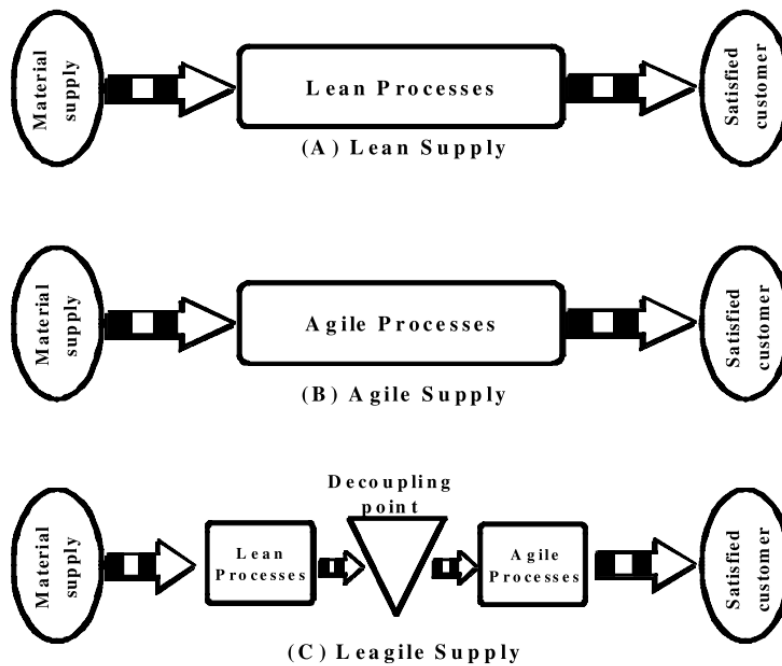 Material
supply
Lean Processes
Satisfied
customer
(A) Lean Supply
Material
supply
Agile Processes
Satisfied
customer
(B) Agile Supply
Decoupling
point
Material
supply
Lean
Processes
Agile
Processes
Satisfied
customer
(C) Leagile Supply